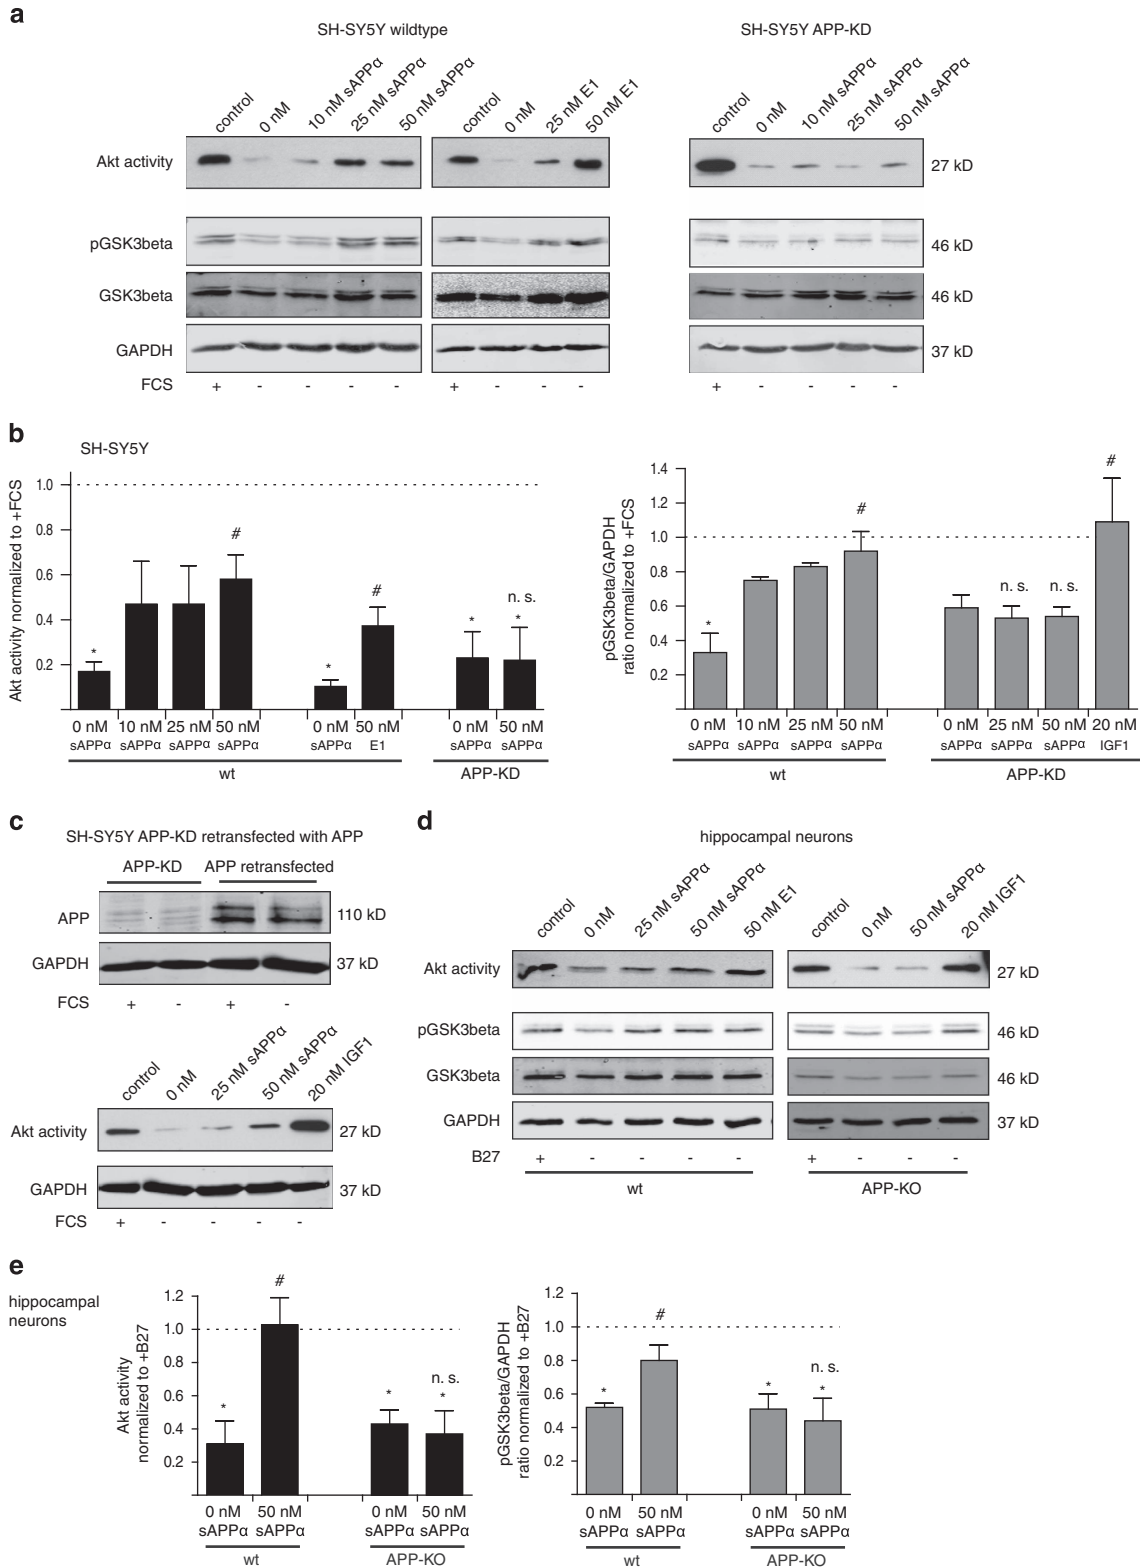 a
SH-SY5Y wildtype
SH-SY5Y APP-KD
control
0 nM
10 nM sAPPα
25 nM sAPPα
50 nM sAPPα
control
0 nM
25 nM E1
50 nM E1
control
0 nM
10 nM sAPPα
25 nM sAPPα
50 nM sAPPα
Akt activity
27 kD
pGSK3beta
46 kD
GSK3beta
46 kD
GAPDH
37 kD
FCS + - - - - + - - - + - - - -
b
SH-SY5Y
Akt activity normalized to +FCS
1.0
0.8
0.6
0.4
0.2
* # * # * n. s. *
0 nM 10 nM 25 nM 50 nM 0 nM 50 nM 0 nM 50 nM
sAPPα sAPPα sAPPα sAPPα sAPPα E1 sAPPα sAPPα
wt APP-KD
pGSK3beta/GAPDH
ratio normalized to +FCS
1.4
1.2
1.0
0.8
0.6
0.4
0.2
* # n. s. n. s. #
0 nM 10 nM 25 nM 50 nM 0 nM 25 nM 50 nM 20 nM
sAPPα sAPPα sAPPα sAPPα sAPPα sAPPα sAPPα IGF1
wt APP-KD
c
SH-SY5Y APP-KD retransfected with APP
APP-KD APP retransfected
APP 110 kD
GAPDH 37 kD
FCS + - + -
control
0 nM
25 nM sAPPα
50 nM sAPPα
20 nM IGF1
Akt activity 27 kD
GAPDH 37 kD
FCS + - - - -
d
hippocampal neurons
control
0 nM
25 nM sAPPα
50 nM sAPPα
50 nM E1
control
0 nM
50 nM sAPPα
20 nM IGF1
Akt activity 27 kD
pGSK3beta 46 kD
GSK3beta 46 kD
GAPDH 37 kD
B27 + - - - - + - - -
wt APP-KO
e
hippocampal
neurons
Akt activity
normalized to +B27
1.2
1.0
0.8
0.6
0.4
0.2
* # * n. s. *
0 nM 50 nM 0 nM 50 nM
sAPPα sAPPα sAPPα sAPPα
wt APP-KO
pGSK3beta/GAPDH
ratio normalized to +B27
1.2
1.0
0.8
0.6
0.4
0.2
* # * n. s. *
0 nM 50 nM 0 nM 50 nM
sAPPα sAPPα sAPPα sAPPα
wt APP-KO